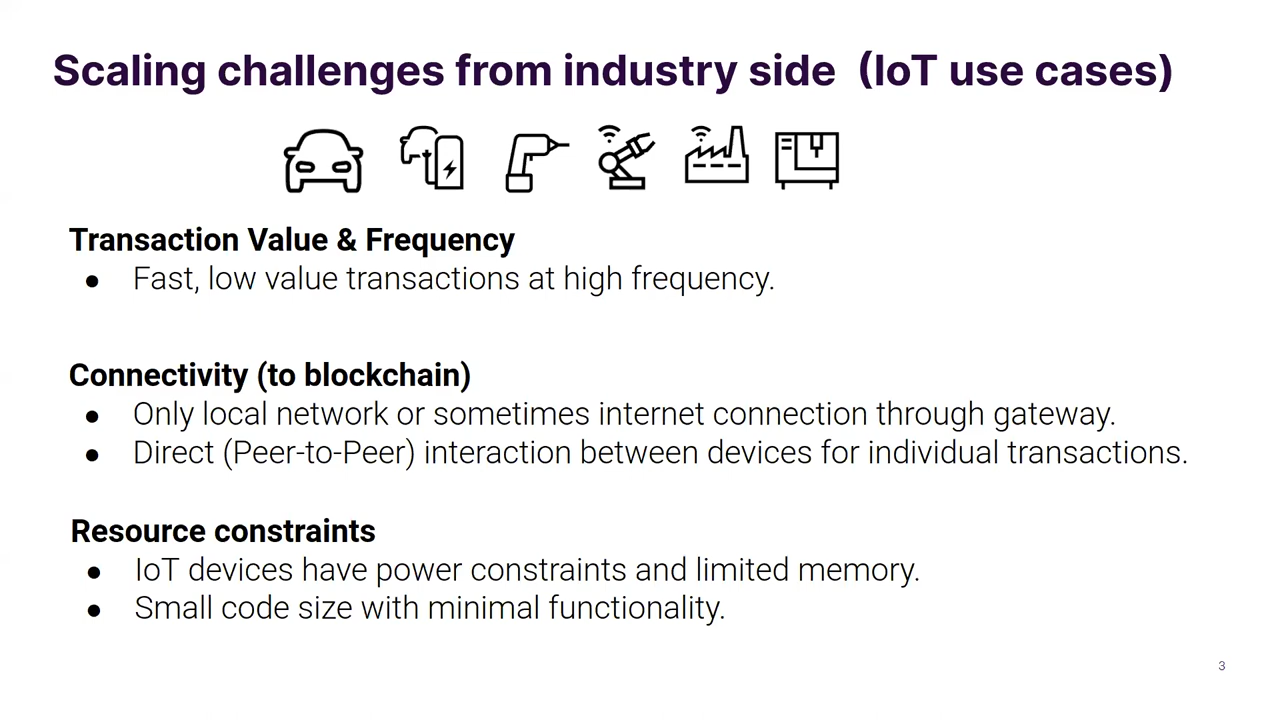 Scaling challenges from industry side  (IoT use cases)
Transaction Value & Frequency
● Fast, low value transactions at high frequency.
Connectivity (to blockchain)
● Only local network or sometimes internet connection through gateway.
● Direct (Peer-to-Peer) interaction between devices for individual transactions.
Resource constraints
● IoT devices have power constraints and limited memory.
● Small code size with minimal functionality.
3